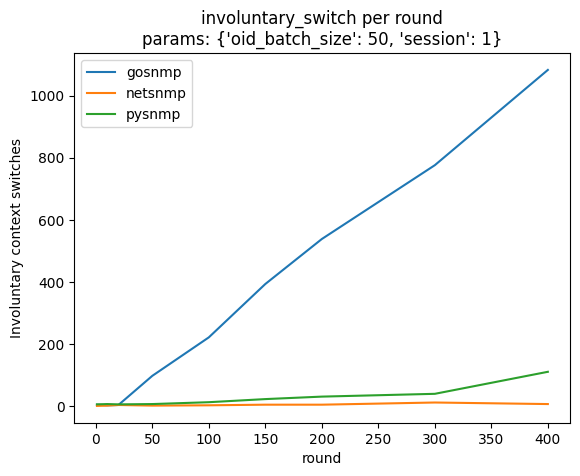 involuntary_switch per round
params: {'oid_batch_size': 50, 'session': 1}
gosnmp
netsnmp
pysnmp
Involuntary context switches
1000
800
600
400
200
0
0 50 100 150 200 250 300 350 400
round